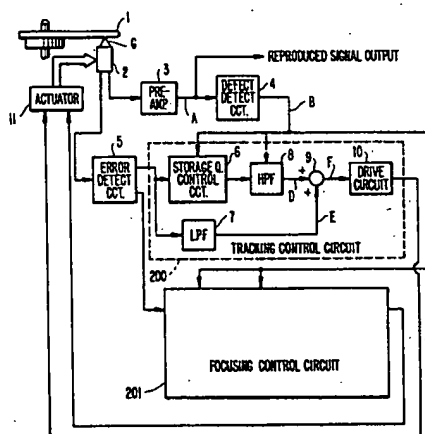 1
G
2
3
PRE-
AMP.
A
REPRODUCED SIGNAL OUTPUT
DEFECT
DETECT
CCT.
4
B
ACTUATOR
11
5
ERROR
DETECT
CCT.
6
STORAGE Q.
CONTROL
CCT.
8
HPF
9
+
D
+
F
10
DRIVE
CIRCUIT
7
LPF
E
TRACKING CONTROL CIRCUIT
200
FOCUSING CONTROL CIRCUIT
201